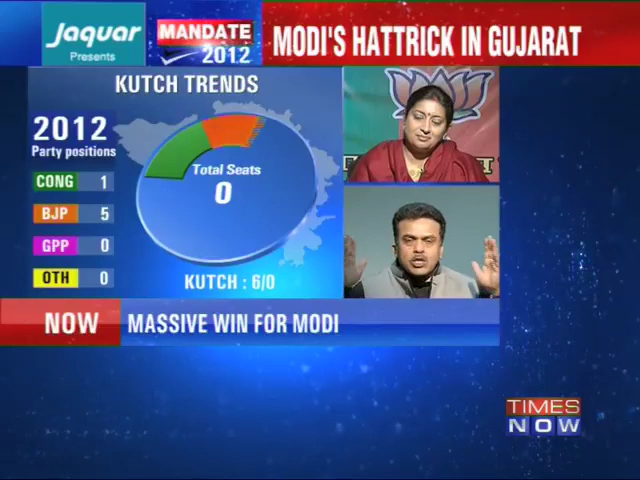 Jaquar
Presents
MANDATE
2012
MODI'S HATTRICK IN GUJARAT
KUTCH TRENDS
2012
Party positions
CONG 1
BJP 5
GPP 0
OTH 0
Total Seats
0
KUTCH : 6/0
NOW
MASSIVE WIN FOR MODI
TIMES
NOW